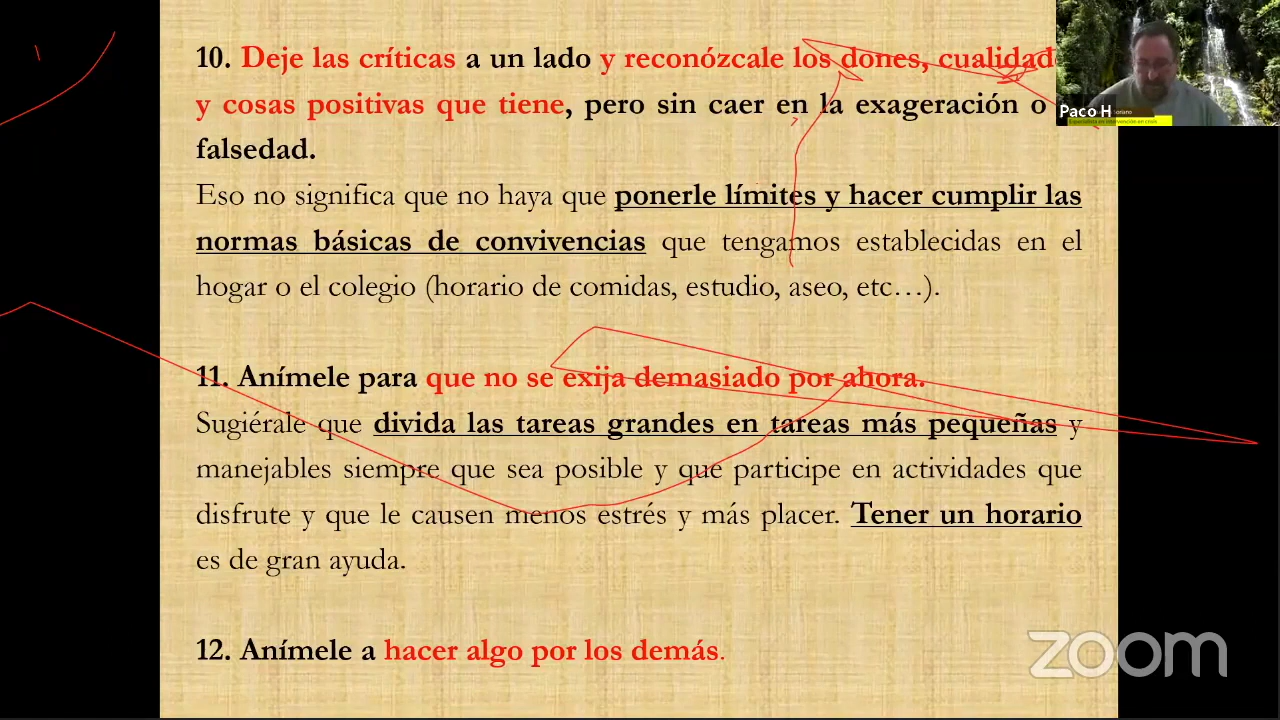 10. Deje las críticas a un lado y reconózcale los dones, cualidad
y cosas positivas que tiene, pero sin caer en la exageración o
falsedad.
Eso no significa que no haya que ponerle límites y hacer cumplir las
normas básicas de convivencias que tengamos establecidas en el
hogar o el colegio (horario de comidas, estudio, aseo, etc…).
11. Anímele para que no se exija demasiado por ahora.
Sugiérale que divida las tareas grandes en tareas más pequeñas y
manejables siempre que sea posible y que participe en actividades que
disfrute y que le causen menos estrés y más placer. Tener un horario
es de gran ayuda.
12. Anímele a hacer algo por los demás.
Paco H
zoom